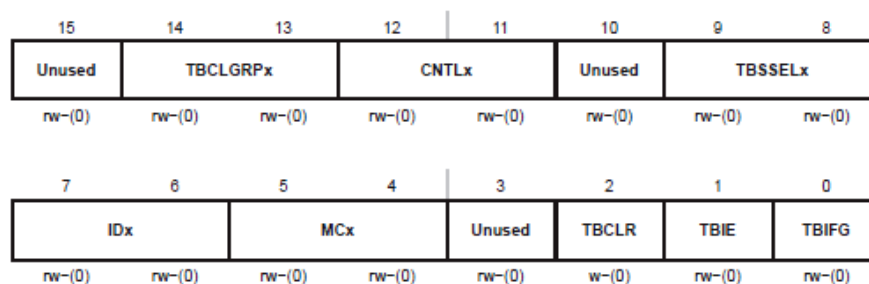 15 14 13 12 11 10 9 8
Unused TBCLGRPx CNTLx Unused TBSSELx
rw−(0) rw−(0) rw−(0) rw−(0) rw−(0) rw−(0) rw−(0) rw−(0)
7 6 5 4 3 2 1 0
IDx MCx Unused TBCLR TBIE TBIFG
rw−(0) rw−(0) rw−(0) rw−(0) rw−(0) w−(0) rw−(0) rw−(0)